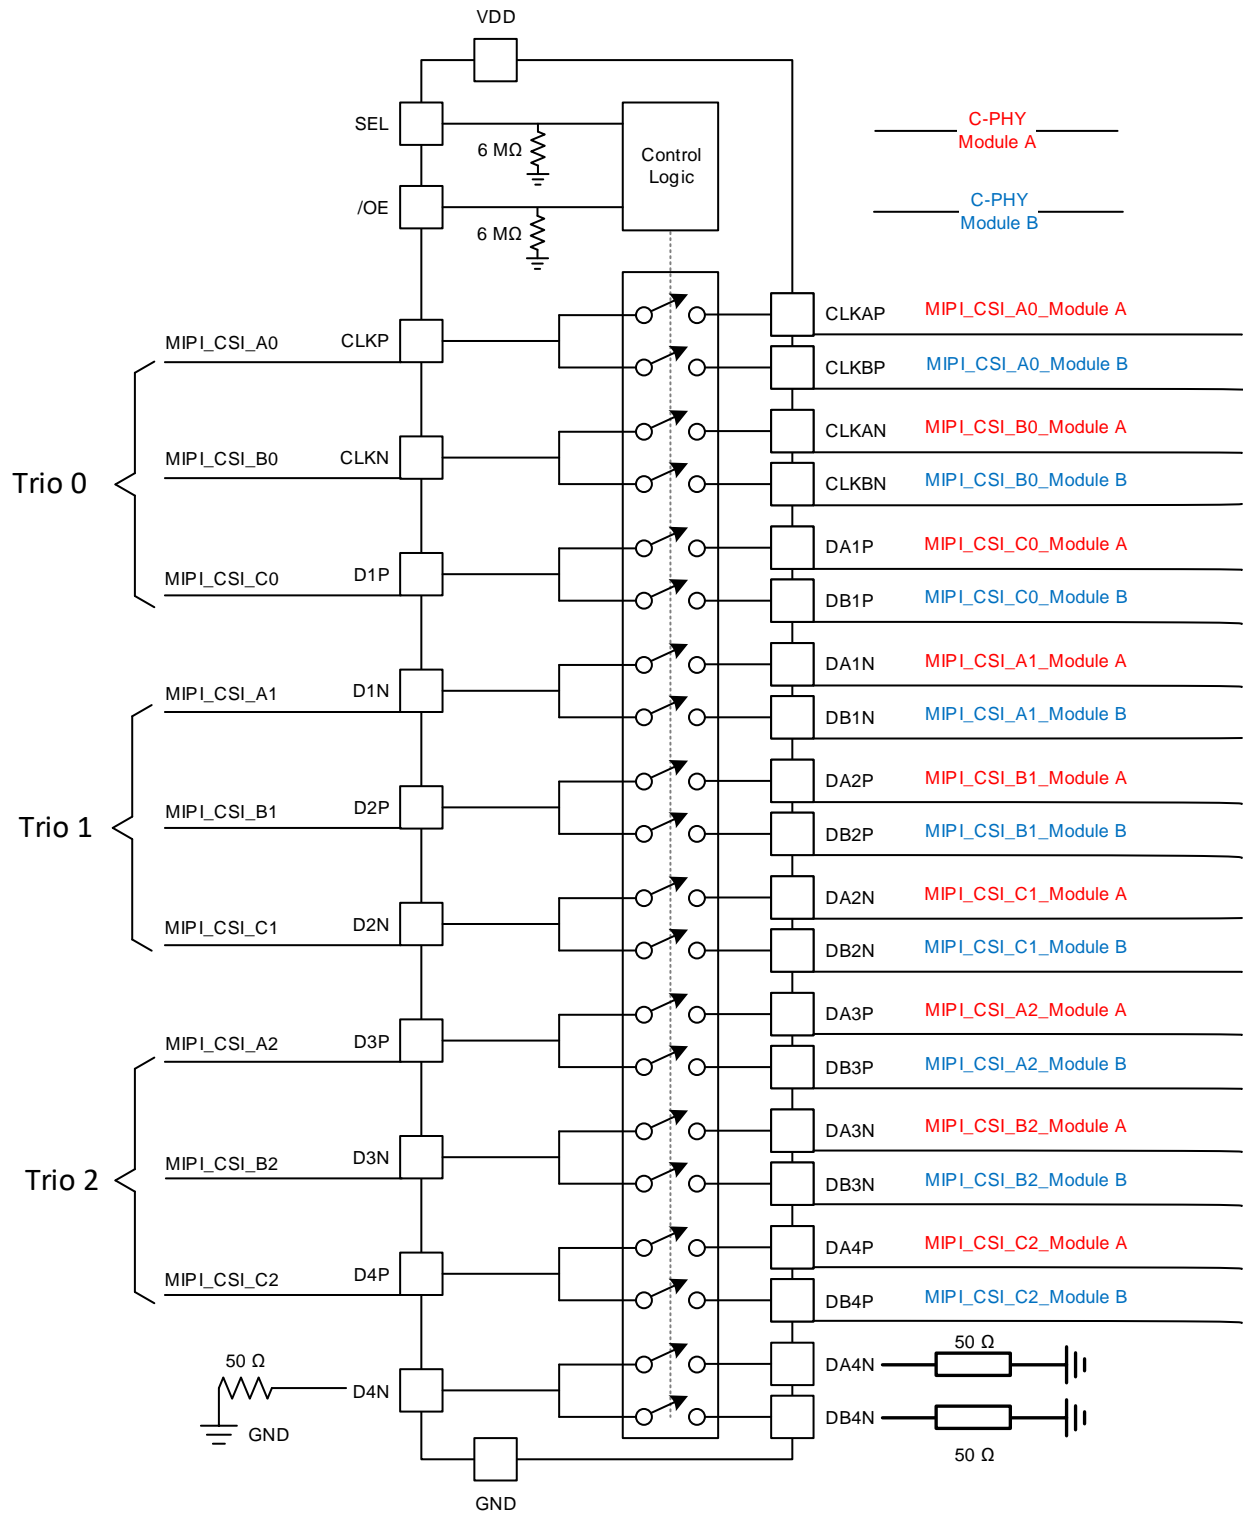 VDD
SEL
6 MΩ
Control
Logic
C-PHY
Module A
/OE
6 MΩ
C-PHY
Module B
MIPI_CSI_A0
CLKP
CLKAP
MIPI_CSI_A0_Module A
CLKBP
MIPI_CSI_A0_Module B
Trio 0
MIPI_CSI_B0
CLKN
CLKAN
MIPI_CSI_B0_Module A
CLKBN
MIPI_CSI_B0_Module B
MIPI_CSI_C0
D1P
DA1P
MIPI_CSI_C0_Module A
DB1P
MIPI_CSI_C0_Module B
MIPI_CSI_A1
D1N
DA1N
MIPI_CSI_A1_Module A
DB1N
MIPI_CSI_A1_Module B
Trio 1
MIPI_CSI_B1
D2P
DA2P
MIPI_CSI_B1_Module A
DB2P
MIPI_CSI_B1_Module B
MIPI_CSI_C1
D2N
DA2N
MIPI_CSI_C1_Module A
DB2N
MIPI_CSI_C1_Module B
MIPI_CSI_A2
D3P
DA3P
MIPI_CSI_A2_Module A
DB3P
MIPI_CSI_A2_Module B
Trio 2
MIPI_CSI_B2
D3N
DA3N
MIPI_CSI_B2_Module A
DB3N
MIPI_CSI_B2_Module B
MIPI_CSI_C2
D4P
DA4P
MIPI_CSI_C2_Module A
DB4P
MIPI_CSI_C2_Module B
50 Ω
GND
D4N
DA4N
50 Ω
DB4N
50 Ω
GND